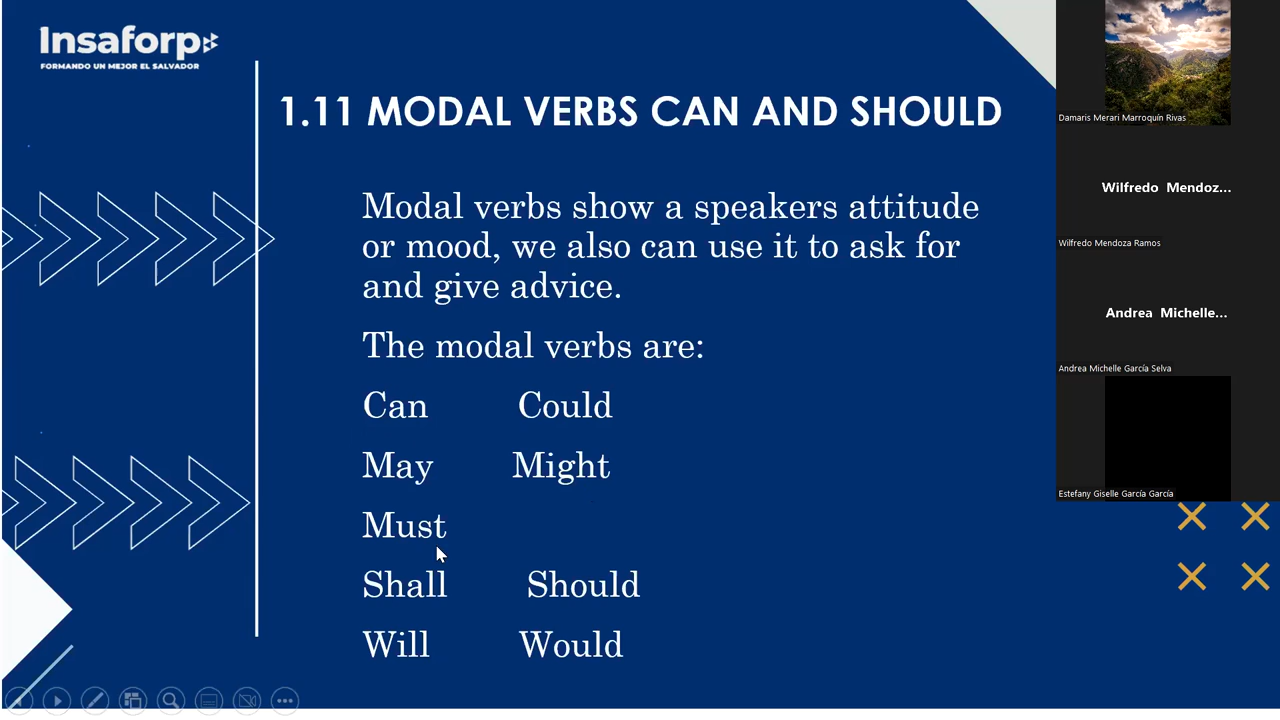 Insaforp
FORMANDO UN MEJOR EL SALVADOR
1.11 MODAL VERBS CAN AND SHOULD
Modal verbs show a speakers attitude
or mood, we also can use it to ask for
and give advice.
The modal verbs are:
Can Could
May Might
Must
Shall Should
Will Would
Damaris Merari Marroquín Rivas
Wilfredo Mendoz...
Wilfredo Mendoza Ramos
Andrea Michelle...
Andrea Michelle García Selva
Estefany Giselle García García